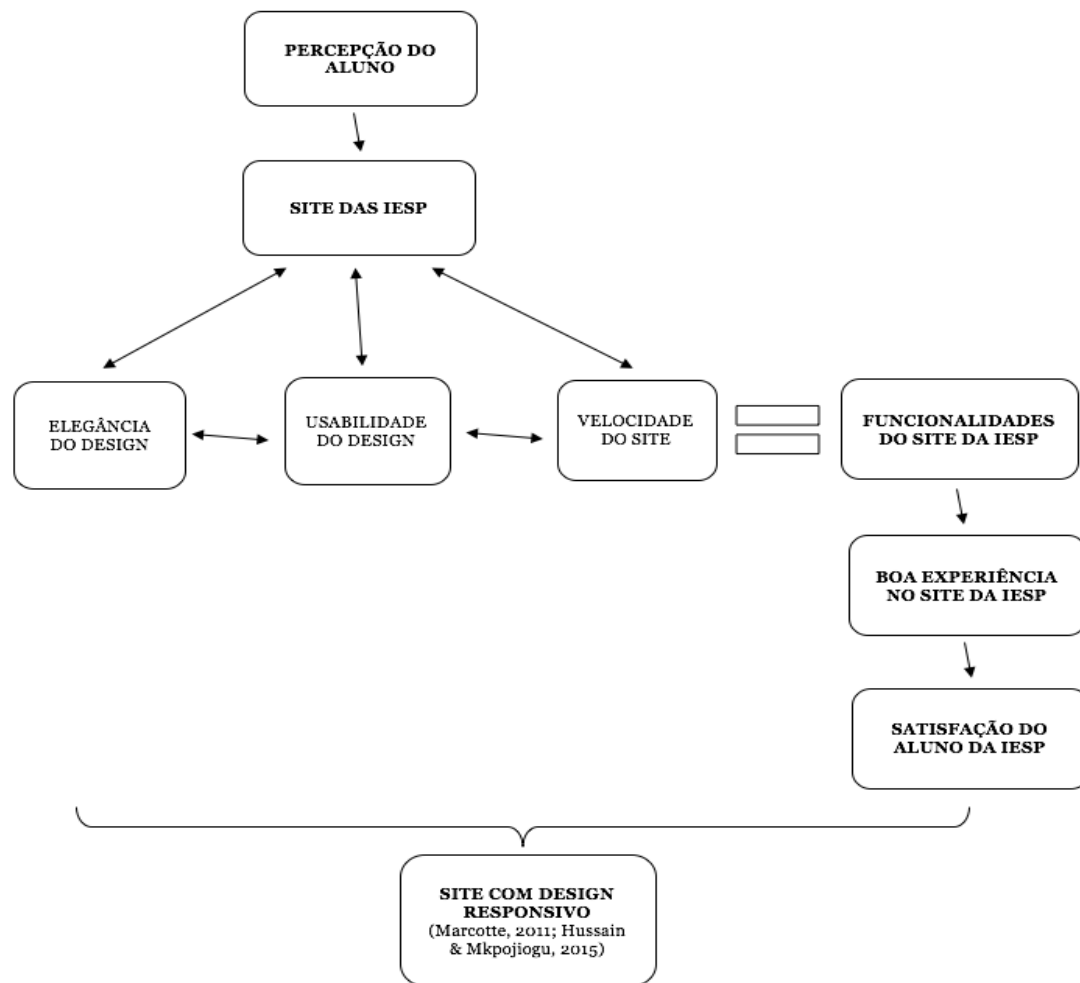 PERCEPÇÃO DO
ALUNO
SITE DAS IESP
ELEGÂNCIA
DO DESIGN
USABILIDADE
DO DESIGN
VELOCIDADE
DO SITE
FUNCIONALIDADES
DO SITE DA IESP
BOA EXPERIÊNCIA
NO SITE DA IESP
SATISFAÇÃO DO
ALUNO DA IESP
SITE COM DESIGN
RESPONSIVO
(Marcotte, 2011; Hussain
& Mkpojiogu, 2015)